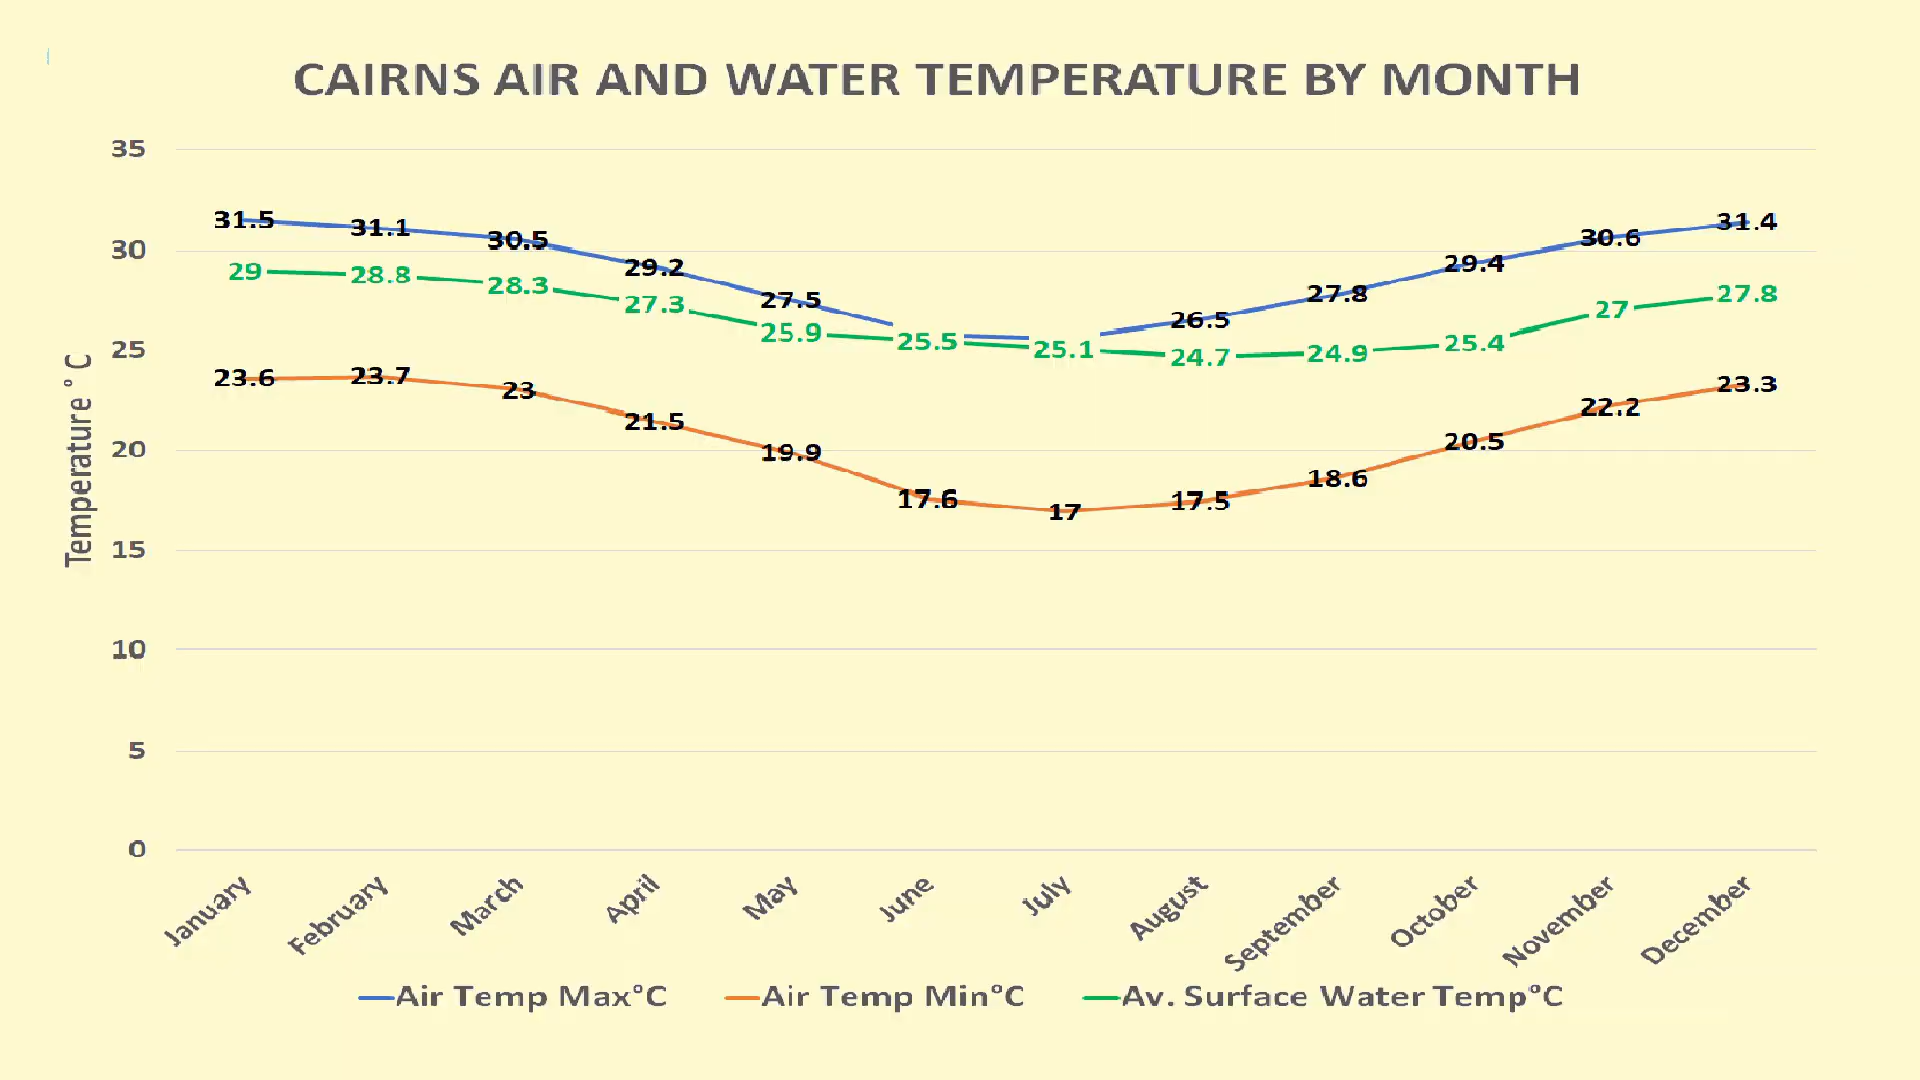 CAIRNS AIR AND WATER TEMPERATURE BY MONTH
Temperature ° C
35
30
25
20
15
10
5
0
31.5 31.1 30.5 29.2 27.5 26.5 27.8 29.4 30.6 31.4
29 28.8 28.3 27.3 25.9 25.5 25.1 24.7 24.9 25.4 27 27.8
23.6 23.7 23 21.5 19.9 17.6 17 17.5 18.6 20.5 22.2 23.3
January February March April May June July August September October November December
Air Temp Max°C Air Temp Min°C Av. Surface Water Temp°C